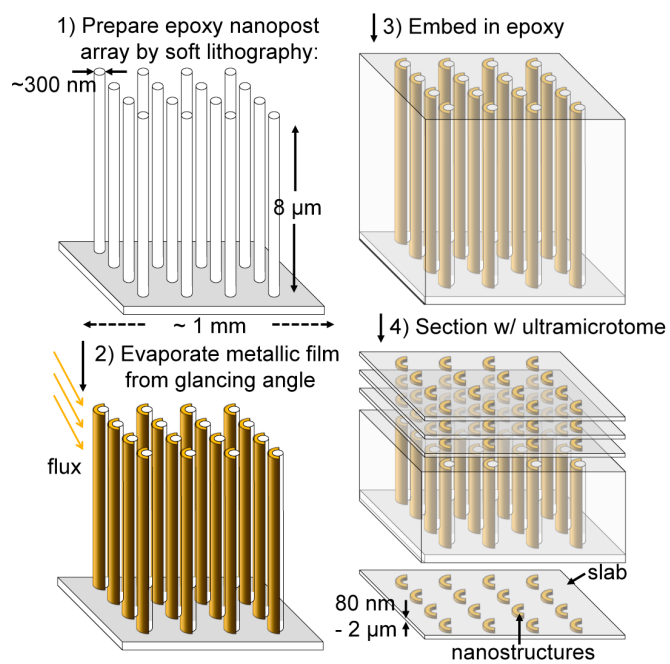 1) Prepare epoxy nanopost
array by soft lithography:
~300 nm
8 µm
~ 1 mm
2) Evaporate metallic film
from glancing angle
flux
3) Embed in epoxy
4) Section w/ ultramicrotome
slab
80 nm
- 2 µm
nanostructures